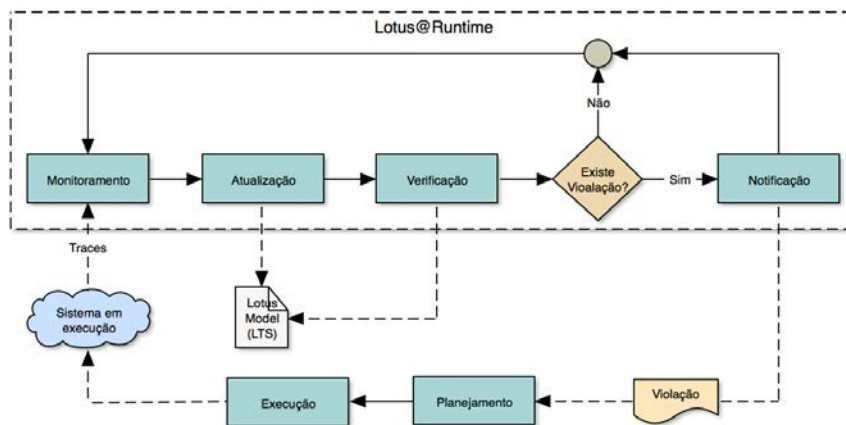 Lotus@Runtime
Não
Monitoramento
Atualização
Verificação
Existe
Vioalação?
Sim
Notificação
Traces
Sistema em
execução
Lotus
Model
(LTS)
Execução
Planejamento
Violação